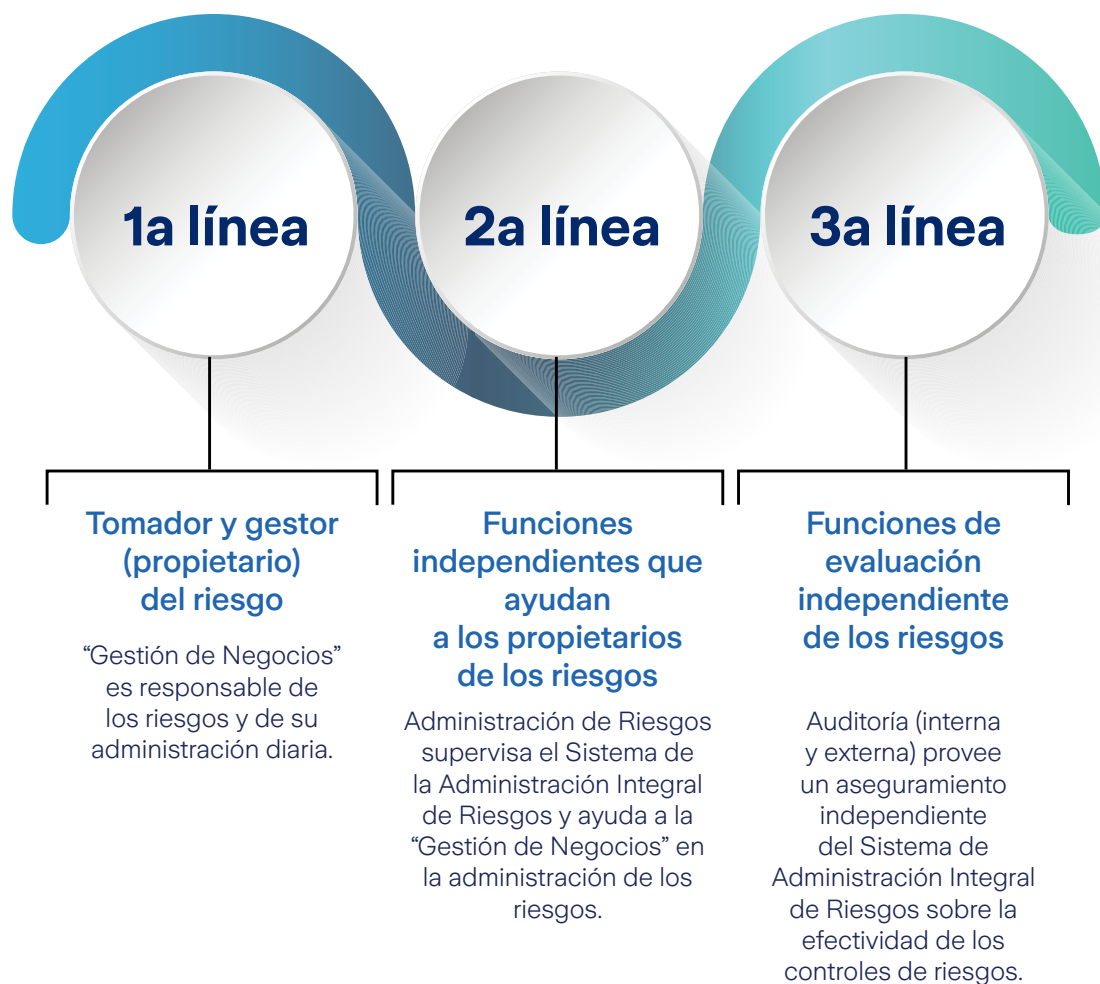 1a línea
2a línea
3a línea
Tomador y gestor
(propietario)
del riesgo
“Gestión de Negocios”
es responsable de
los riesgos y de su
administración diaria.
Funciones
independientes que
ayudan
a los propietarios
de los riesgos
Administración de Riesgos
supervisa el Sistema de
la Administración Integral
de Riesgos y ayuda a la
“Gestión de Negocios” en
la administración de los
riesgos.
Funciones de
evaluación
independiente
de los riesgos
Auditoría (interna
y externa) provee
un aseguramiento
independiente
del Sistema de
Administración Integral
de Riesgos sobre la
efectividad de los
controles de riesgos.